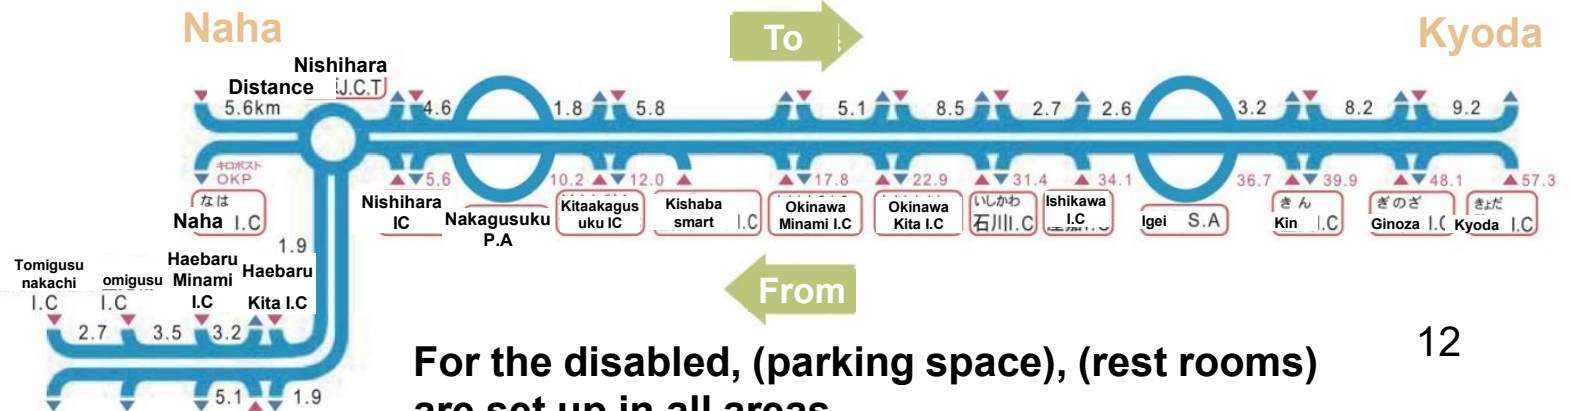 Naha
To
Kyoda
Nishihara
J.C.T
Distance
5.6km
4.6
1.8
5.8
5.1
8.5
2.7
2.6
3.2
8.2
9.2
キロポスト
OKP
5.6
10.2
12.0
17.8
22.9
31.4
34.1
36.7
39.9
48.1
57.3
なは
Naha I.C
Nishihara
IC
Nakagusuku
P.A
Kitaakagus
uku IC
Kishaba
smart I.C
Okinawa
Minami I.C
Okinawa
Kita I.C
いしかわ
石川I.C
Ishikawa
I.C
Igei S.A
きん
Kin I.C
ぎのざ
Ginoza I.C
きょだ
Kyoda I.C
1.9
Tomigusu
nakachi
I.C
omigusu
I.C
Haebaru
Minami
I.C
Haebaru
Kita I.C
2.7
3.5
3.2
5.1
1.9
From
For the disabled, (parking space), (rest rooms)
are set up in all areas
12